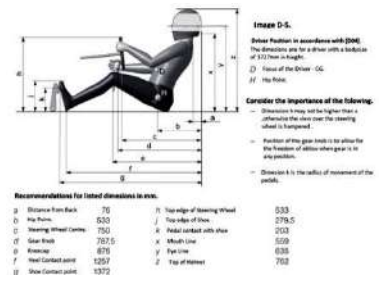 Image D-5.
Driver Position in accordance with [D04].
The dimesions are for a driver with a bodysize
of 1727mm in haight.
D Focus of the Driver - CG.
H Hip Point.
Consider the importance of the following.
- Dimension h may not be higher than x
otherwise the view over the steering
wheel is hampered.
- Position of the gear knob is to allow for
the freedom of elbow when gear is in
any position.
- Dimension k is the radius of movement of the
pedals.
Recommendations for listed dimesions in mm.
a Distance from Back 76
b Hip Point 533
c Steering Wheel Centre 750
d Gear Knob 787.5
e Kneecap 876
f Heel Contact point 1257
g Shoe Contact point 1372
h Top edge of Steering Wheel 533
j Top edge of Shoe 279.5
k Pedal contact with shoe 203
x Mouth Line 559
y Eye Line 635
z Top of Helmet 762